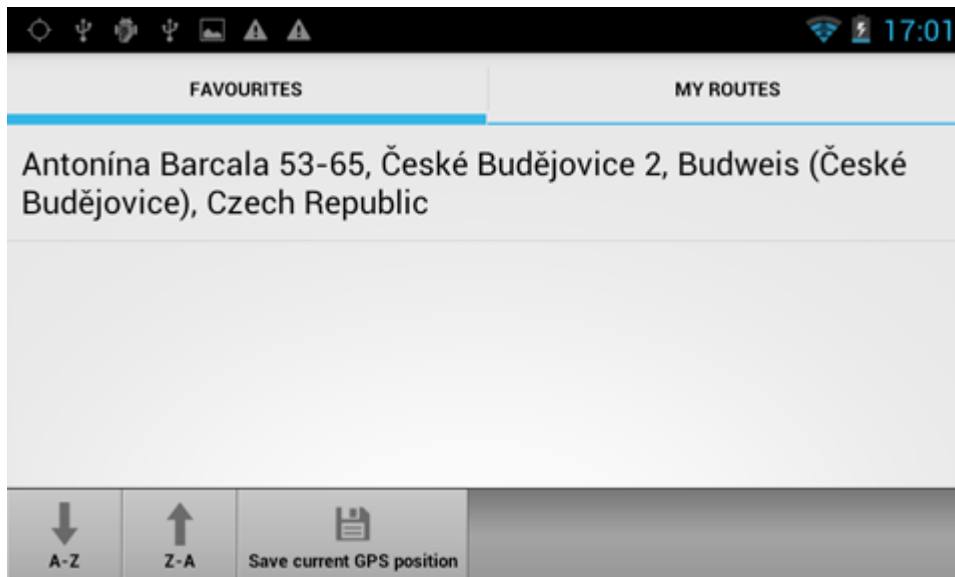 17:01
FAVOURITES
MY ROUTES
Antonína Barcala 53-65, České Budějovice 2, Budweis (České
Budějovice), Czech Republic
A-Z
Z-A
Save current GPS position